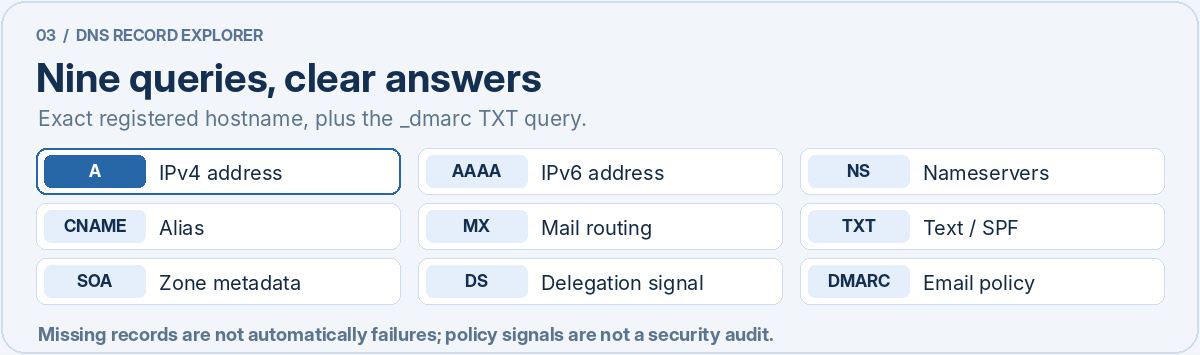 03 / DNS RECORD EXPLORER
Nine queries, clear answers
Exact registered hostname, plus the _dmarc TXT query.
A IPv4 address AAAA IPv6 address NS Nameservers
CNAME Alias MX Mail routing TXT Text / SPF
SOA Zone metadata DS Delegation signal DMARC Email policy
Missing records are not automatically failures; policy signals are not a security audit.